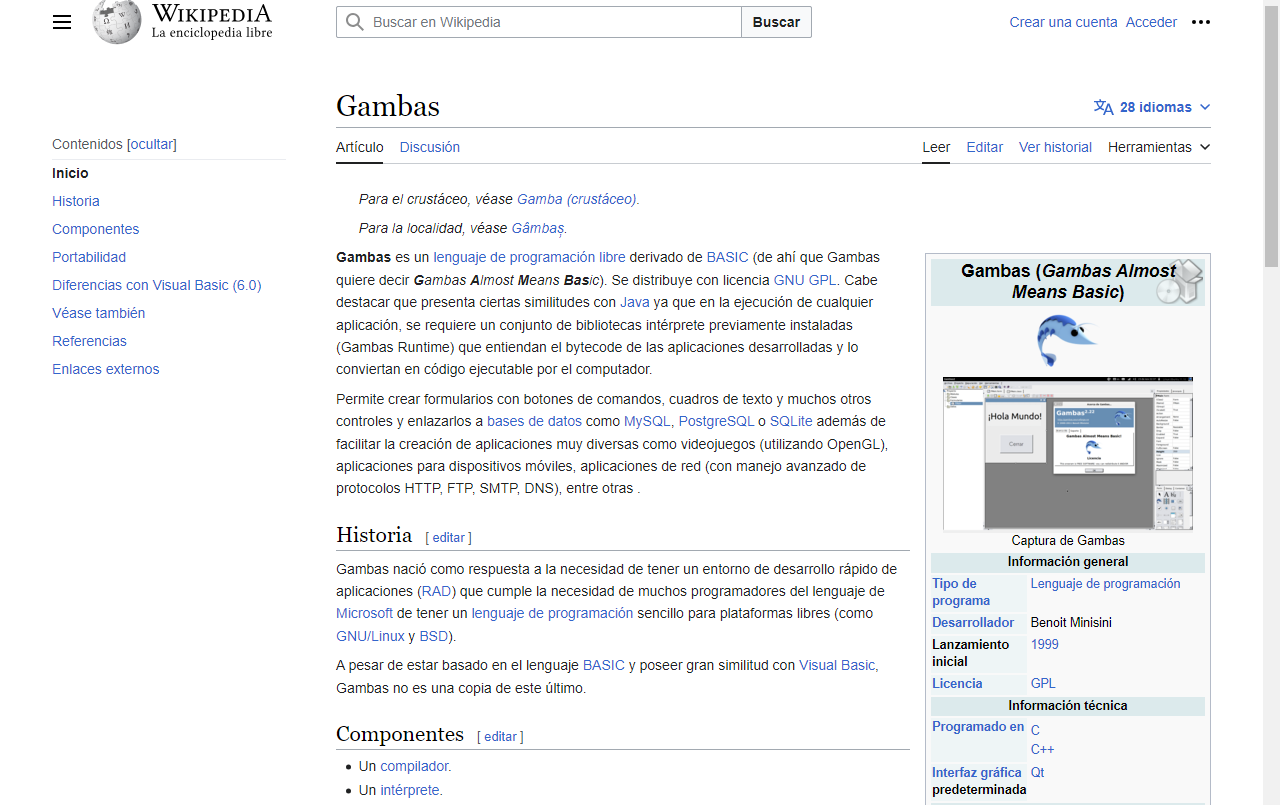 WIKIPEDIA
La enciclopedia libre
Buscar en Wikipedia
Buscar
Crear una cuenta Acceder
Contenidos [ocultar]
Inicio
Historia
Componentes
Portabilidad
Diferencias con Visual Basic (6.0)
Véase también
Referencias
Enlaces externos
Gambas
28 idiomas
Artículo Discusión
Leer Editar Ver historial Herramientas
Para el crustáceo, véase Gamba (crustáceo).
Para la localidad, véase Gâmbaș.
Gambas es un lenguaje de programación libre derivado de BASIC (de ahí que Gambas
quiere decir Gambas Almost Means Basic). Se distribuye con licencia GNU GPL. Cabe
destacar que presenta ciertas similitudes con Java ya que en la ejecución de cualquier
aplicación, se requiere un conjunto de bibliotecas intérprete previamente instaladas
(Gambas Runtime) que entiendan el bytecode de las aplicaciones desarrolladas y lo
conviertan en código ejecutable por el computador.
Permite crear formularios con botones de comandos, cuadros de texto y muchos otros
controles y enlazarlos a bases de datos como MySQL, PostgreSQL o SQLite además de
facilitar la creación de aplicaciones muy diversas como videojuegos (utilizando OpenGL),
aplicaciones para dispositivos móviles, aplicaciones de red (con manejo avanzado de
protocolos HTTP, FTP, SMTP, DNS), entre otras .
Historia [ editar ]
Gambas nació como respuesta a la necesidad de tener un entorno de desarrollo rápido de
aplicaciones (RAD) que cumple la necesidad de muchos programadores del lenguaje de
Microsoft de tener un lenguaje de programación sencillo para plataformas libres (como
GNU/Linux y BSD).
A pesar de estar basado en el lenguaje BASIC y poseer gran similitud con Visual Basic,
Gambas no es una copia de este último.
Componentes [ editar ]
Un compilador.
Un intérprete.
Gambas (Gambas Almost
Means Basic)
¡Hola Mundo!
Cerrar
Gambas
Gambas Almost Means Basic!
Licencia
Captura de Gambas
Información general
Tipo de programa Lenguaje de programación
Desarrollador Benoit Minisini
Lanzamiento inicial 1999
Licencia GPL
Información técnica
Programado en C
C++
Interfaz gráfica predeterminada Qt